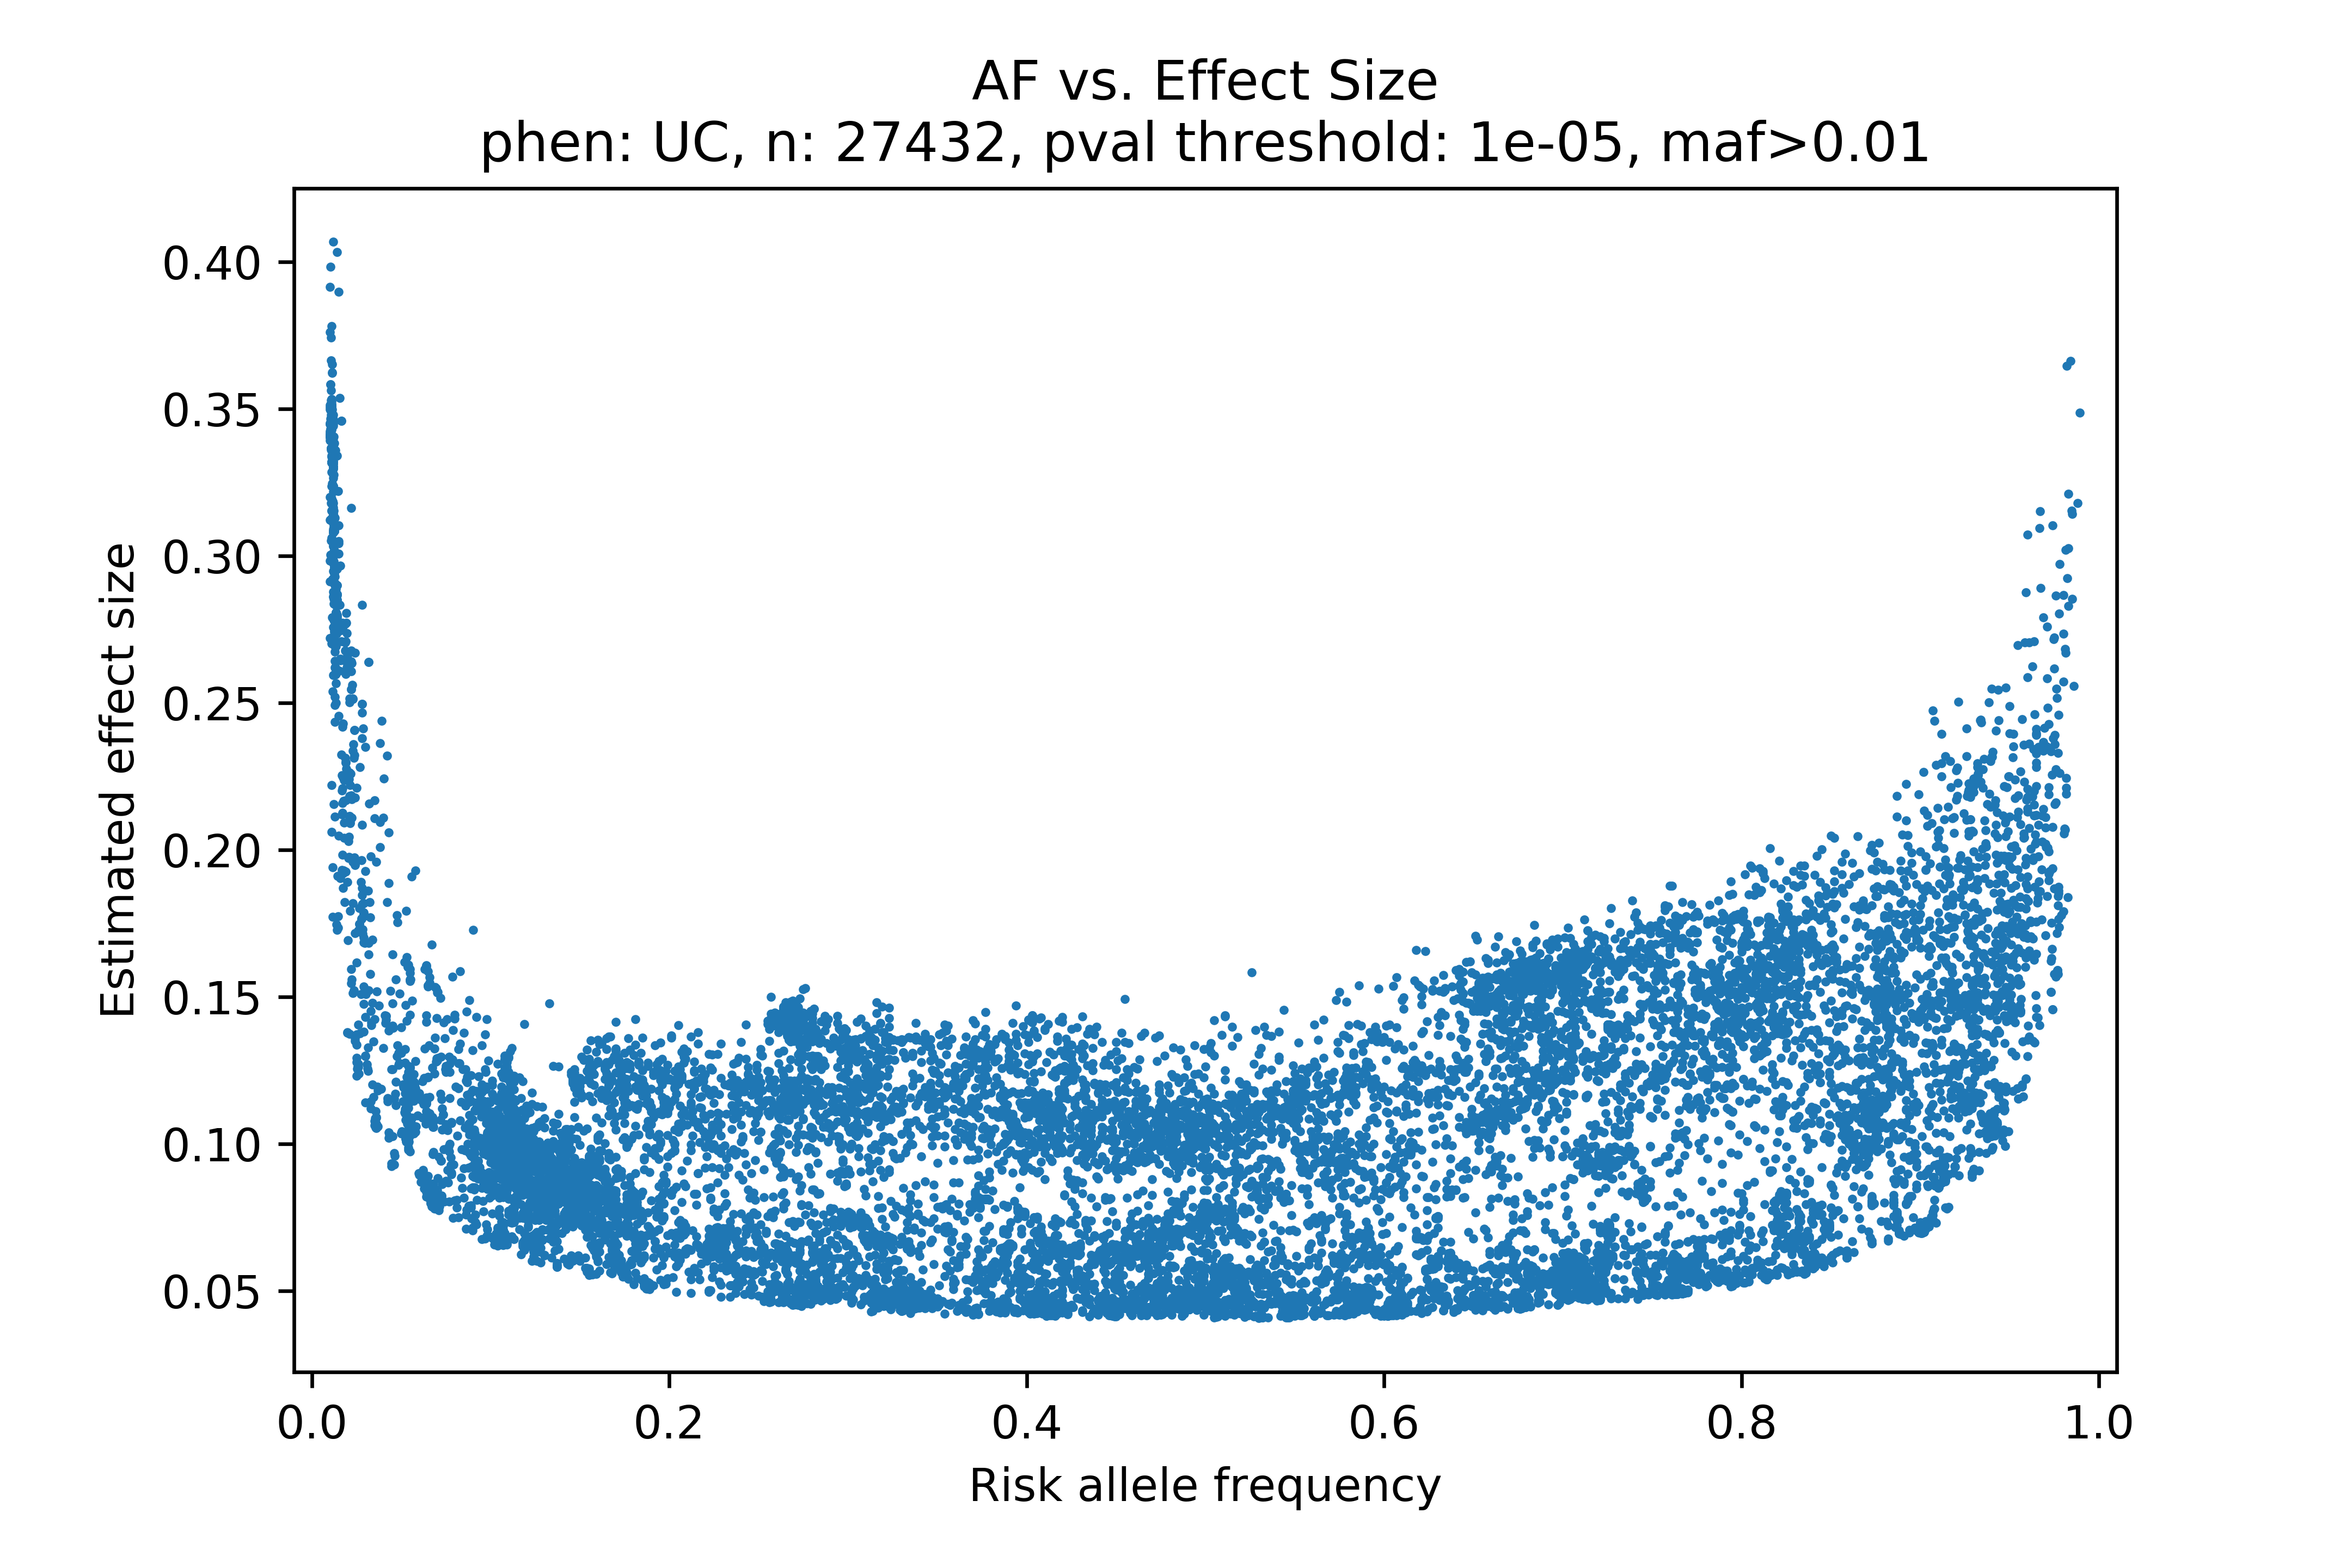 AF vs. Effect Size
phen: UC, n: 27432, pval threshold: 1e-05, maf>0.01
0.40
0.35
0.30
0.25
0.20
0.15
0.10
0.05
Estimated effect size
0.0 0.2 0.4 0.6 0.8 1.0
Risk allele frequency